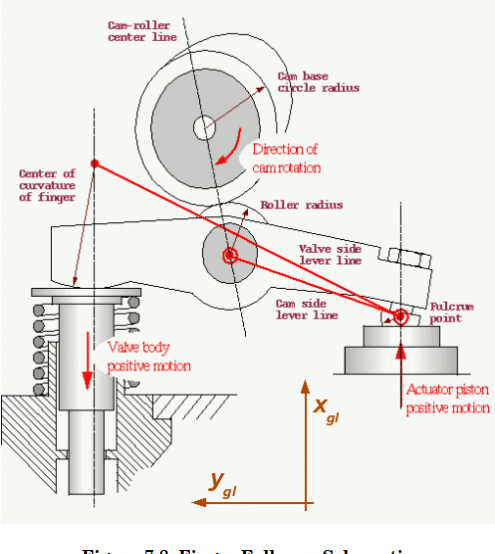 Cam-roller
center line
Cam base
circle radius
Direction of
cam rotation
Center of
curvature
of finger
Roller radius
Valve side
lever line
Cam side
lever line
Fulcrum
point
Valve body
positive motion
Actuator piston
positive motion
x gl
y gl